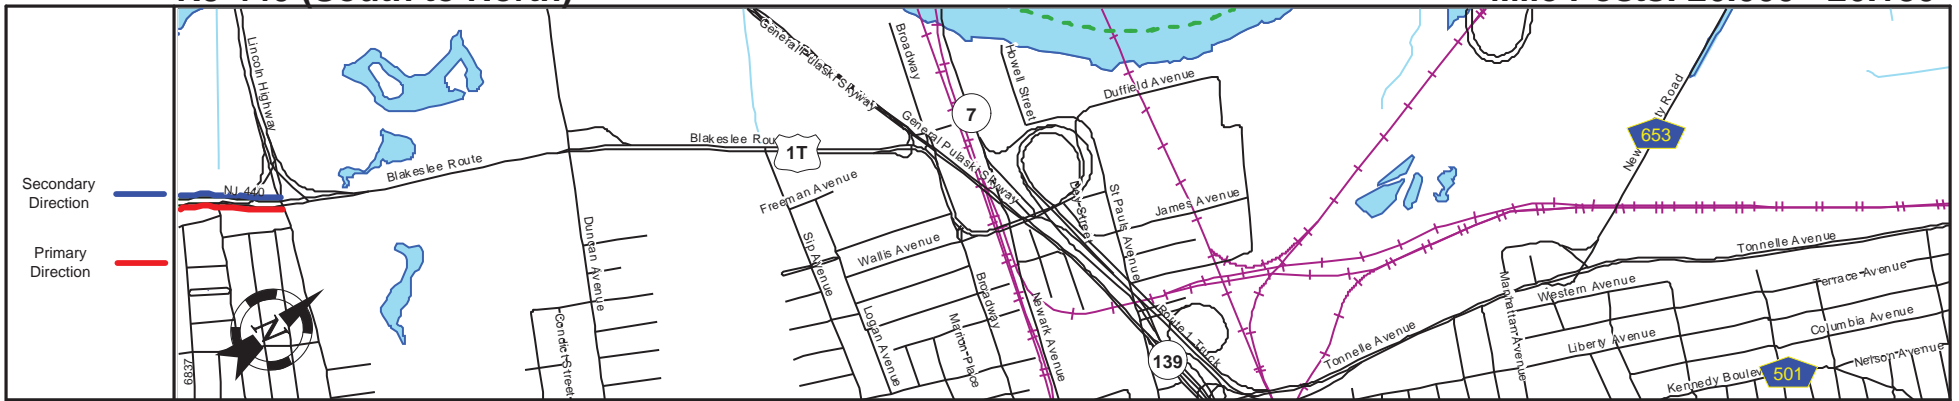 Secondary
Direction
Primary
Direction
NJ 440
Lincoln Highway
Blakeslee Route
6837
N
Duncan Avenue
Condict Street
General Pulaski Skyway
1T
Freeman Avenue
Sip Avenue
Wallis Avenue
Logan Avenue
Marion Place
Broadway
Broadway
General Pulaski Skyway
7
Howell Street
Duffield Avenue
Newark Avenue
St Pauls Avenue
James Avenue
Route 1 Truck
139
Tonnelle Avenue
653
Manhattan Avenue
Western Avenue
Liberty Avenue
Tonnelle Avenue
Terrace Avenue
Columbia Avenue
Nelson Avenue
501